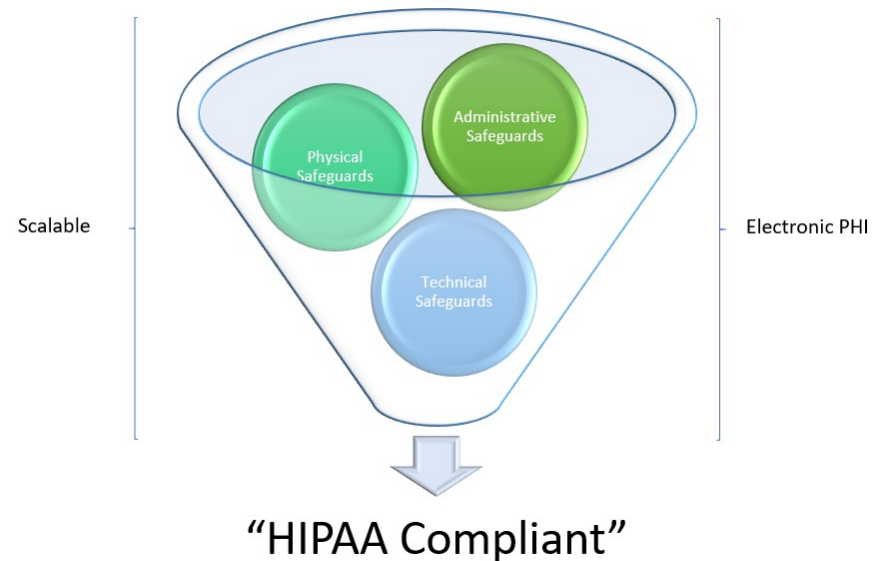 Administrative
Safeguards
Physical
Safeguards
Scalable
Electronic PHI
Technical
Safeguards
“HIPAA Compliant”